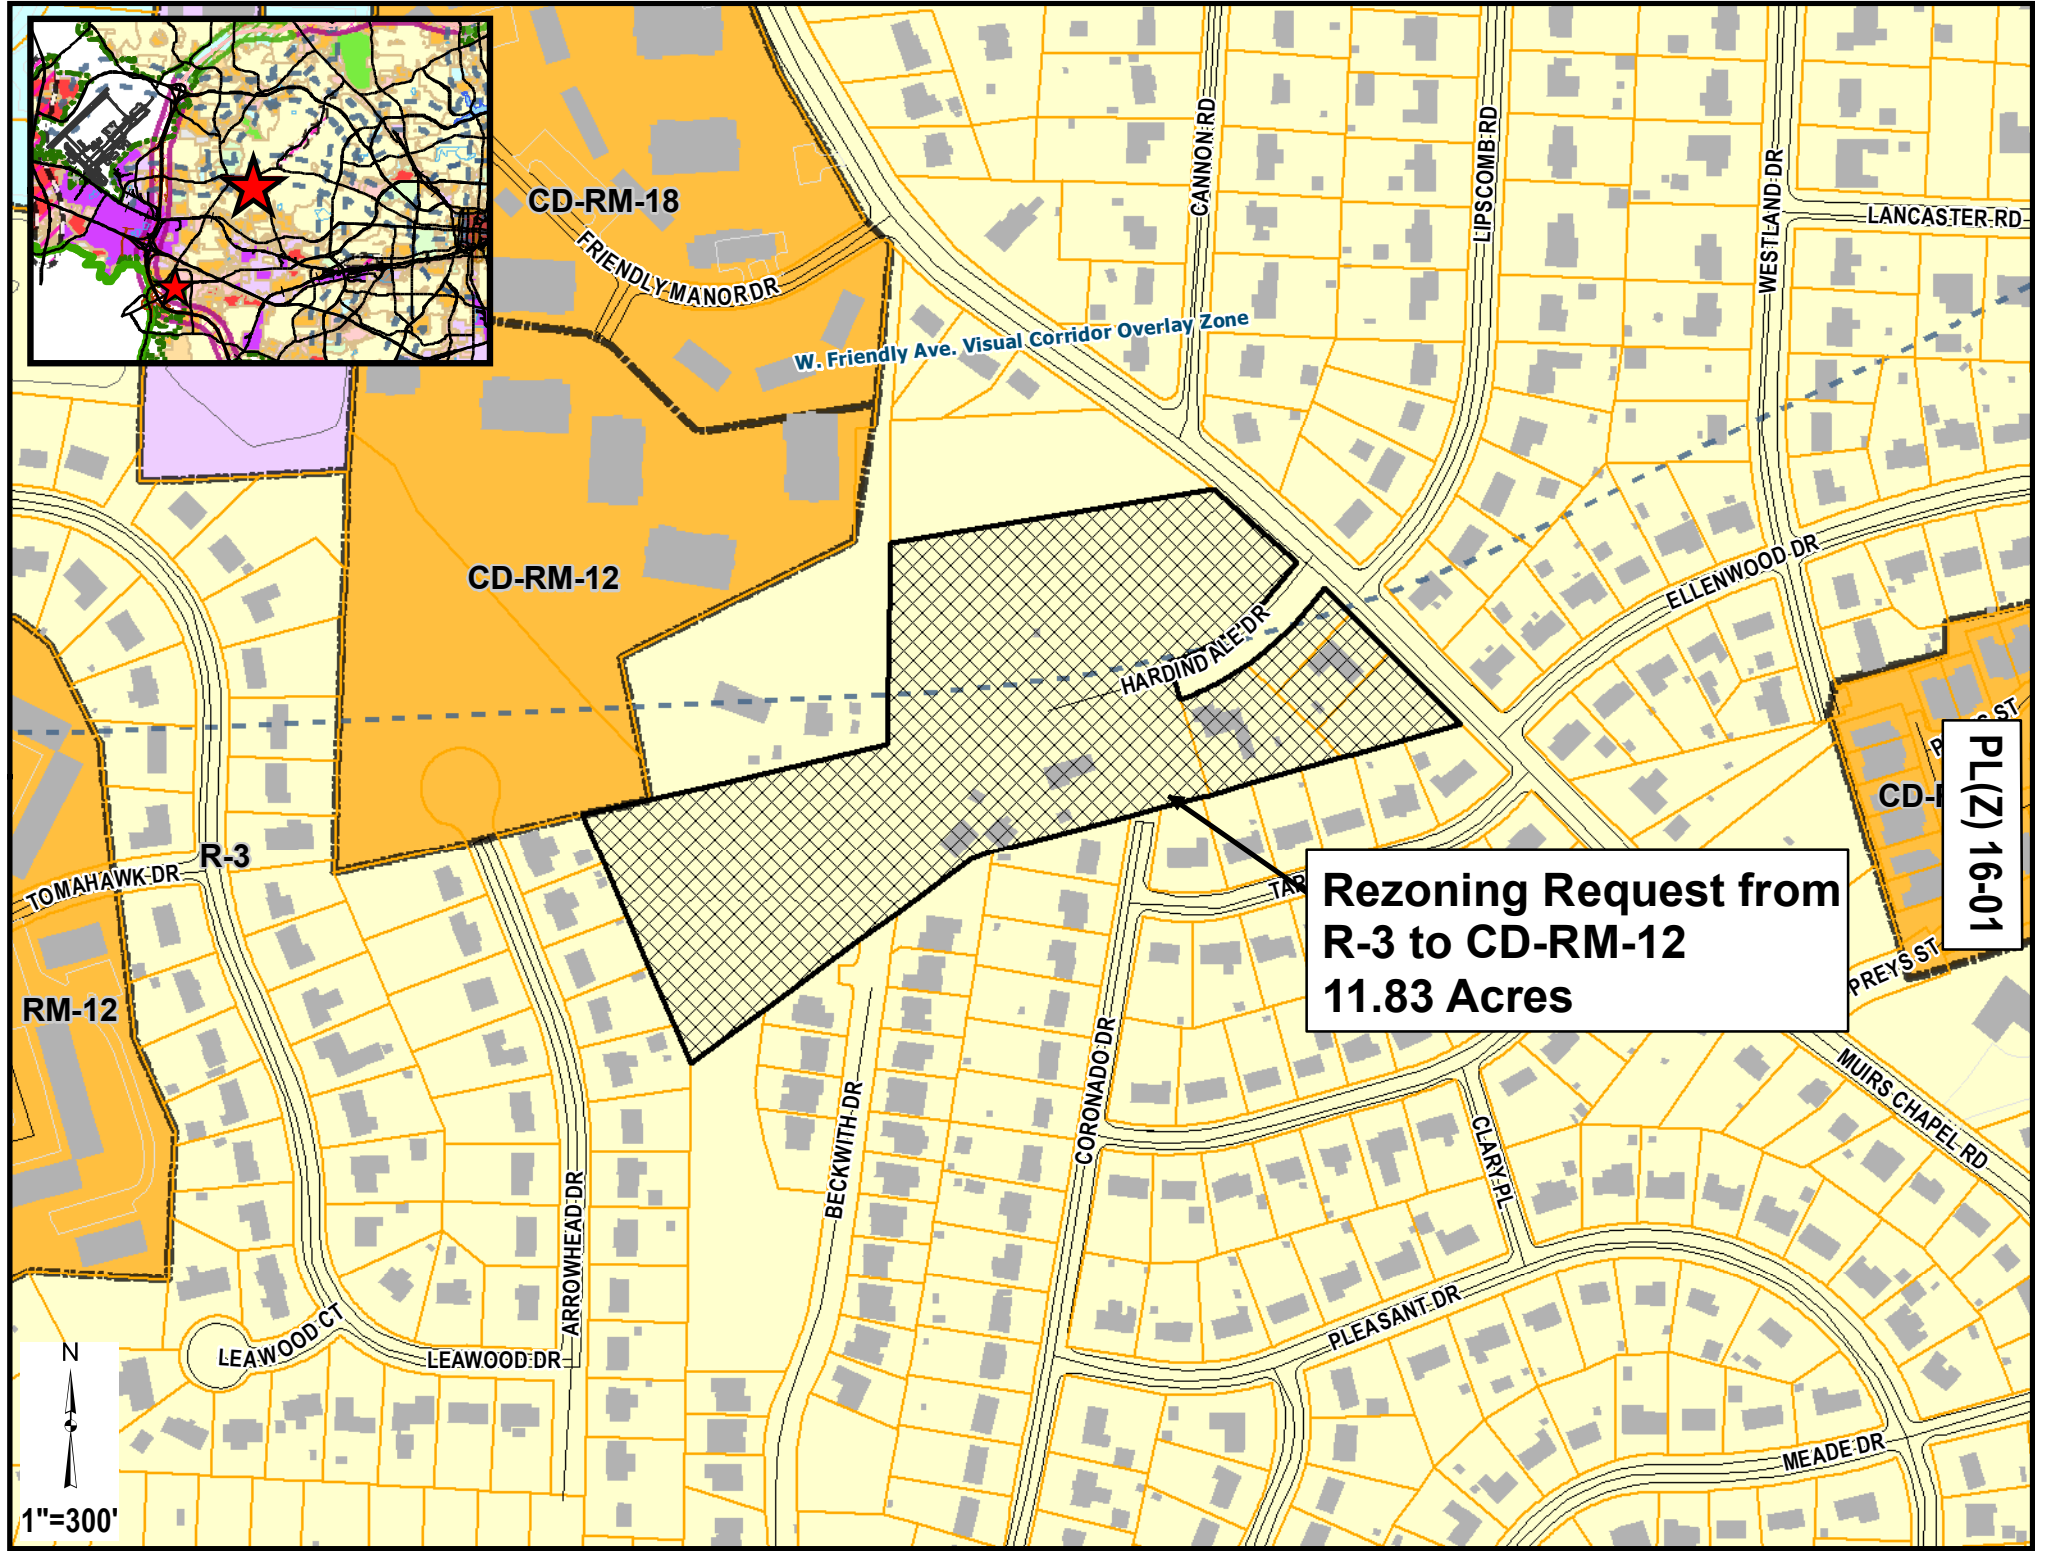 CD-RM-18
FRIENDLY MANOR DR
W. Friendly Ave. Visual Corridor Overlay Zone
CANNON RD
LIPSCOMB RD
WESTLAND DR
LANCASTER RD
CD-RM-12
ELLENWOOD DR
HARDINDALE DR
R-3
TOMAHAWK DR
RM-12
PL(Z) 16-01
Rezoning Request from
R-3 to CD-RM-12
11.83 Acres
PREYS ST
MUIRS CHAPEL RD
CORONADO DR
BECKWITH DR
CLARY PL
ARROWHEAD DR
PLEASANT DR
LEAWOOD CT
LEAWOOD DR
MEADE DR
N
1"=300'